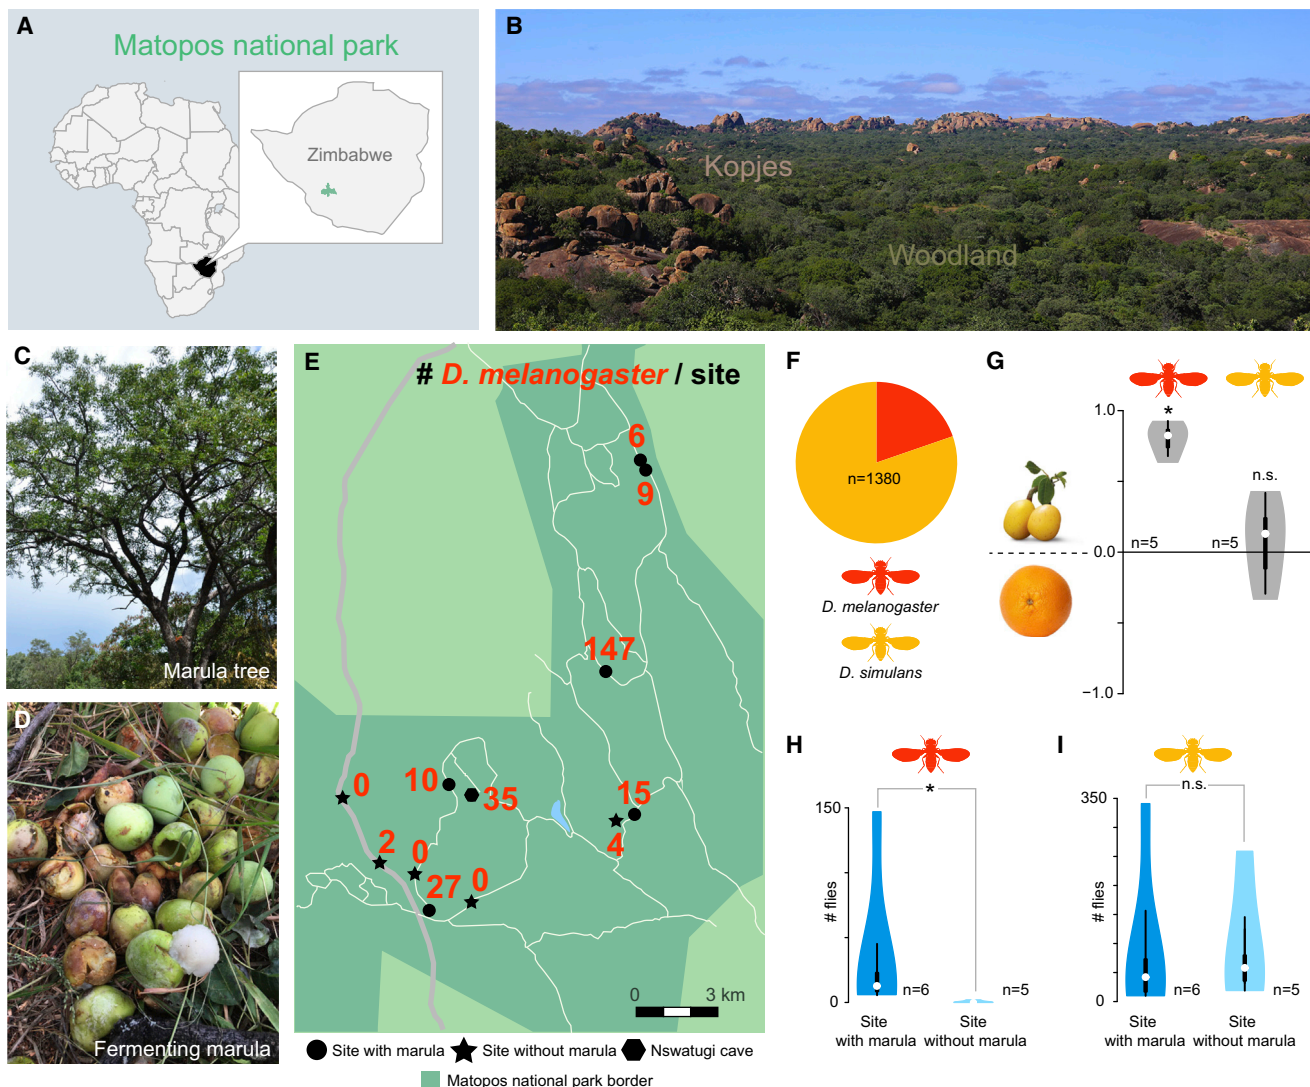 A
Matopos national park
Zimbabwe
B
Kopjes
Woodland
C
Marula tree
D
Fermenting marula
E
# D. melanogaster / site
6
9
147
10
35
0
15
4
2
0
27
0
0
3 km
Site with marula
Site without marula
Nswatugi cave
Matopos national park border
F
n=1380
D. melanogaster
D. simulans
G
1.0
*
n.s.
n=5
n=5
0.0
−1.0
H
*
150
# flies
0
n=6
n=5
Site with marula
Site without marula
I
n.s.
350
# flies
0
n=6
n=5
Site with marula
Site without marula